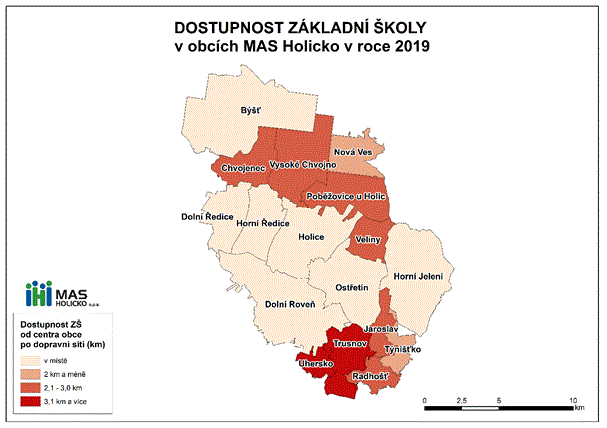 DOSTUPNOST ZÁKLADNÍ ŠKOLY
v obcích MAS Holicko v roce 2019
Býšť
Nová Ves
Vysoké Chvojno
Chvojenec
Poběžovice u Holic
Dolní Ředice
Horní Ředice
Holice
Veliny
Horní Jelení
Ostřetín
Dolní Roveň
Jaroslav
Trusnov
Týnišťko
Uhersko
Radhošť
MAS
HOLICKO o.p.s.
Dostupnost ZŠ
od centra obce
po dopravní síti (km)
v místě
2 km a méně
2,1 - 3,0 km
3,1 km a více
0 2,5 5 10
km